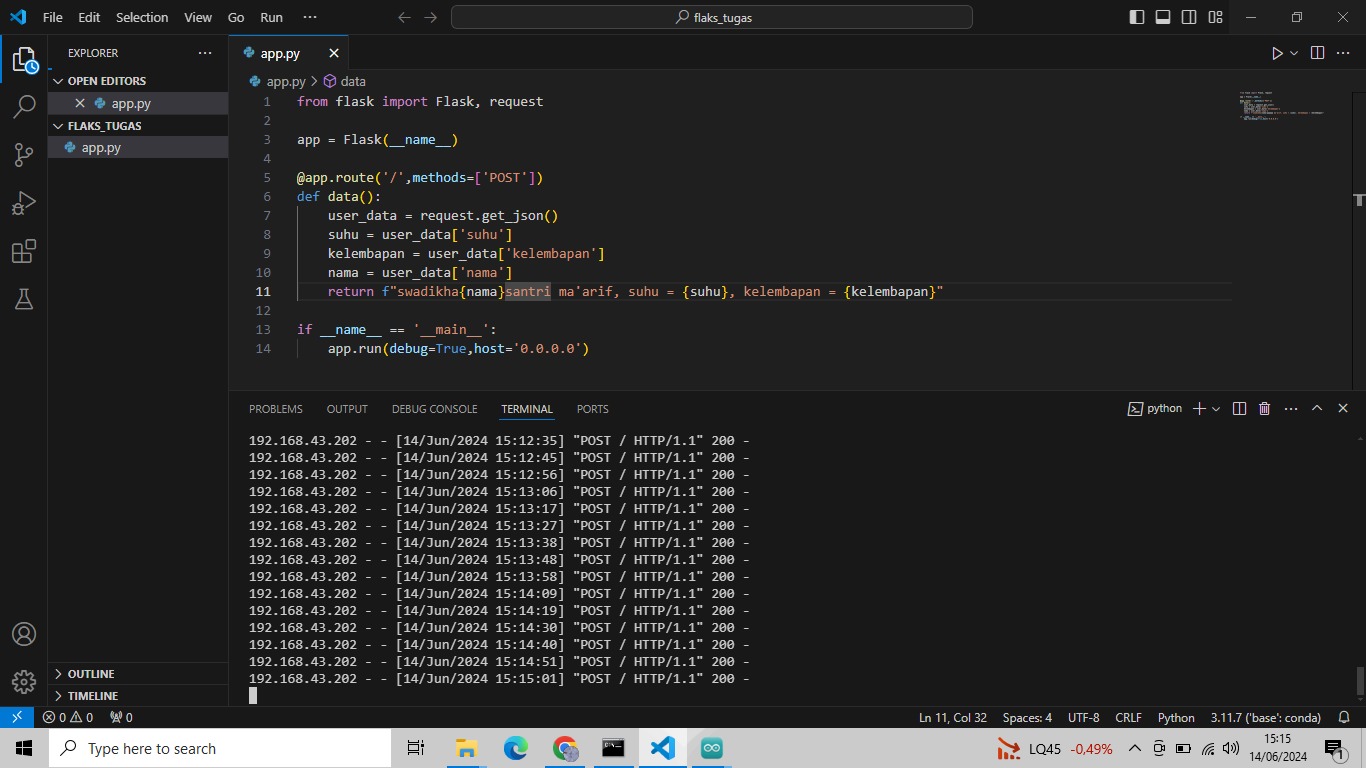 File Edit Selection View Go Run ··· flaks_tugas
EXPLORER ···
OPEN EDITORS
app.py
FLAKS_TUGAS
app.py
OUTLINE
TIMELINE
app.py
app.py > data
1 from flask import Flask, request
2
3 app = Flask(__name__)
4
5 @app.route('/',methods=['POST'])
6 def data():
7 user_data = request.get_json()
8 suhu = user_data['suhu']
9 kelembapan = user_data['kelembapan']
10 nama = user_data['nama']
11 return f"swadikha{nama}santri ma'arif, suhu = {suhu}, kelembapan = {kelembapan}"
12
13 if __name__ == '__main__':
14 app.run(debug=True,host='0.0.0.0')
PROBLEMS OUTPUT DEBUG CONSOLE TERMINAL PORTS python
192.168.43.202 - - [14/Jun/2024 15:12:35] "POST / HTTP/1.1" 200 -
192.168.43.202 - - [14/Jun/2024 15:12:45] "POST / HTTP/1.1" 200 -
192.168.43.202 - - [14/Jun/2024 15:12:56] "POST / HTTP/1.1" 200 -
192.168.43.202 - - [14/Jun/2024 15:13:06] "POST / HTTP/1.1" 200 -
192.168.43.202 - - [14/Jun/2024 15:13:17] "POST / HTTP/1.1" 200 -
192.168.43.202 - - [14/Jun/2024 15:13:27] "POST / HTTP/1.1" 200 -
192.168.43.202 - - [14/Jun/2024 15:13:38] "POST / HTTP/1.1" 200 -
192.168.43.202 - - [14/Jun/2024 15:13:48] "POST / HTTP/1.1" 200 -
192.168.43.202 - - [14/Jun/2024 15:13:58] "POST / HTTP/1.1" 200 -
192.168.43.202 - - [14/Jun/2024 15:14:09] "POST / HTTP/1.1" 200 -
192.168.43.202 - - [14/Jun/2024 15:14:19] "POST / HTTP/1.1" 200 -
192.168.43.202 - - [14/Jun/2024 15:14:30] "POST / HTTP/1.1" 200 -
192.168.43.202 - - [14/Jun/2024 15:14:40] "POST / HTTP/1.1" 200 -
192.168.43.202 - - [14/Jun/2024 15:14:51] "POST / HTTP/1.1" 200 -
192.168.43.202 - - [14/Jun/2024 15:15:01] "POST / HTTP/1.1" 200 -
0 0 0 Ln 11, Col 32 Spaces: 4 UTF-8 CRLF Python 3.11.7 ('base': conda)
Type here to search LQ45 -0,49% 15:15
14/06/2024 1